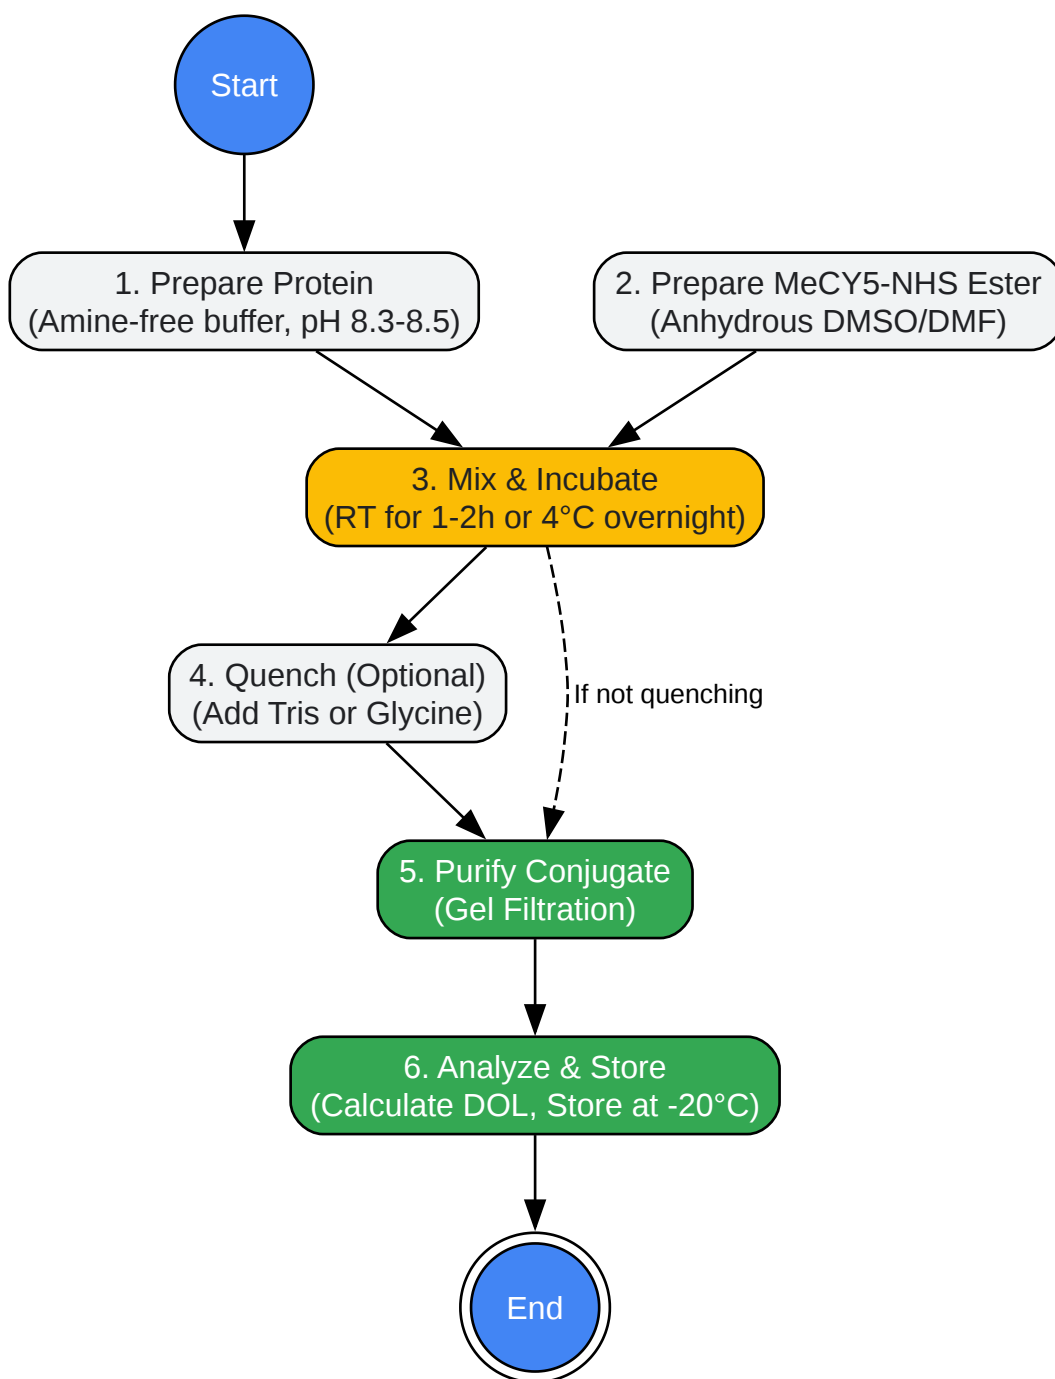 Start
1. Prepare Protein
(Amine-free buffer, pH 8.3-8.5)
2. Prepare MeCY5-NHS Ester
(Anhydrous DMSO/DMF)
3. Mix & Incubate
(RT for 1-2h or 4°C overnight)
4. Quench (Optional)
(Add Tris or Glycine)
If not quenching
5. Purify Conjugate
(Gel Filtration)
6. Analyze & Store
(Calculate DOL, Store at -20°C)
End